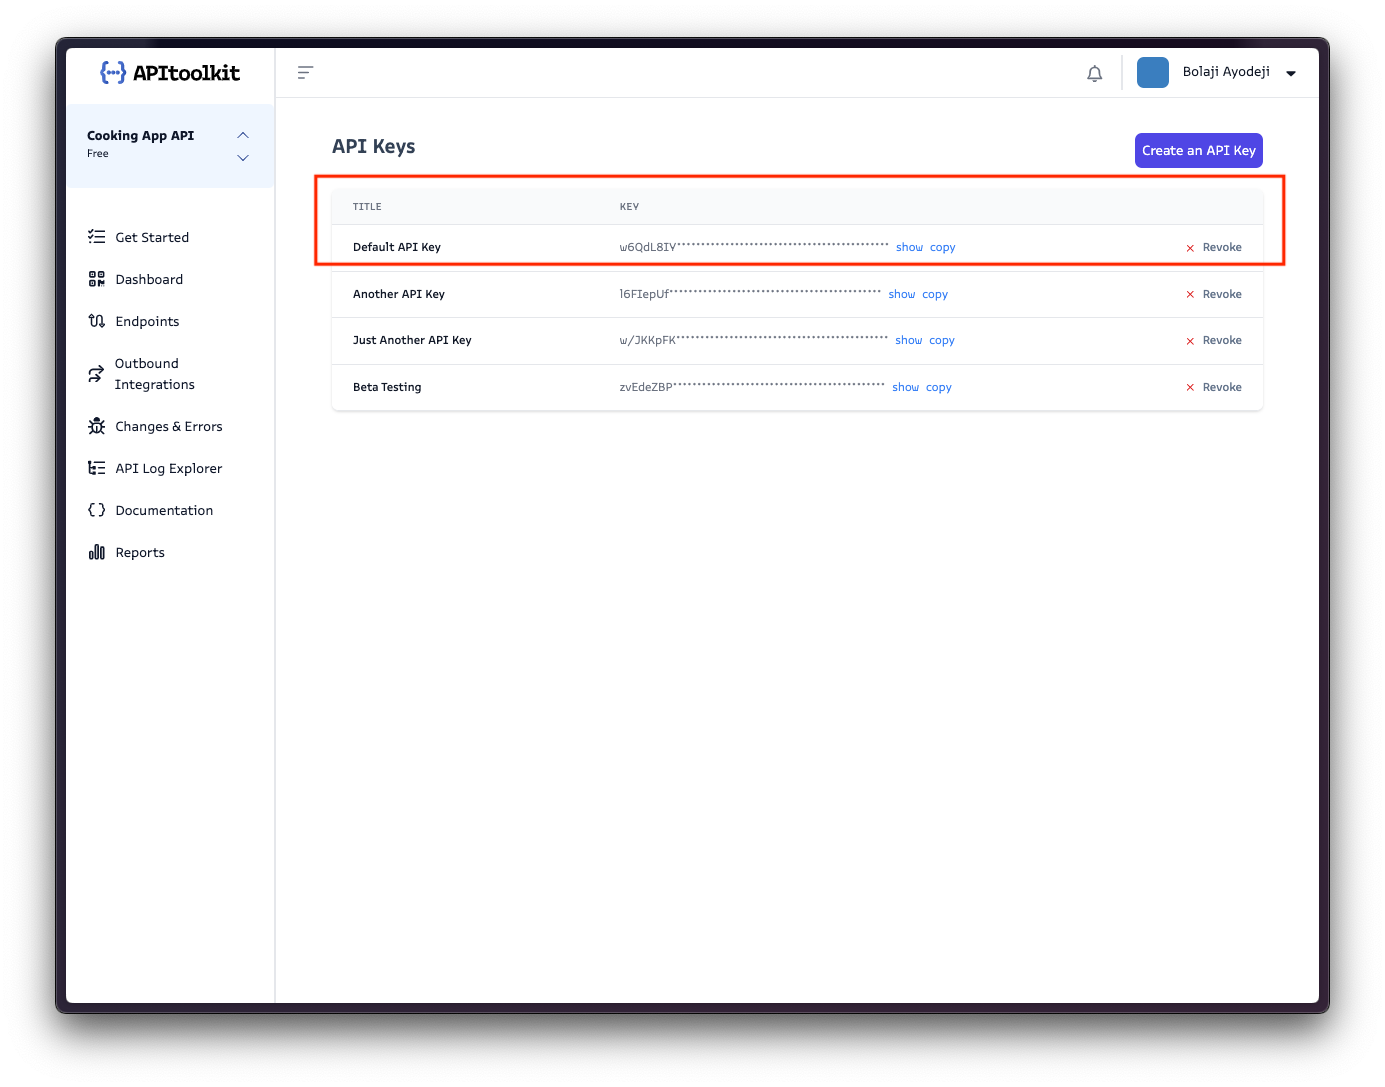 {···} APItoolkit
Bolaji Ayodeji
Cooking App API
Free
Get Started
Dashboard
Endpoints
Outbound
Integrations
Changes & Errors
API Log Explorer
Documentation
Reports
API Keys
Create an API Key
TITLE KEY
Default API Key w6QdL8IY******************************************** show copy × Revoke
Another API Key l6FIepUf******************************************** show copy × Revoke
Just Another API Key w/JKKpFK******************************************** show copy × Revoke
Beta Testing zvEdeZBP******************************************** show copy × Revoke